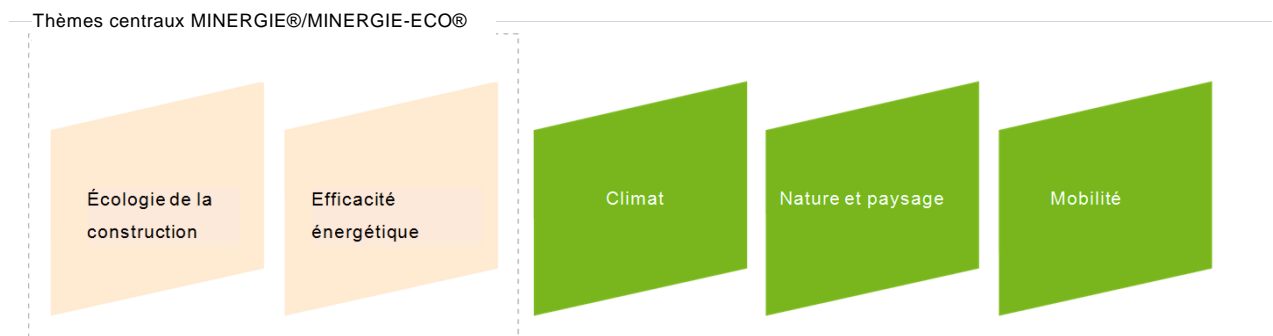 Thèmes centraux MINERGIE®/MINERGIE-ECO®
Écologie de la
construction
Efficacité
énergétique
Climat
Nature et paysage
Mobilité